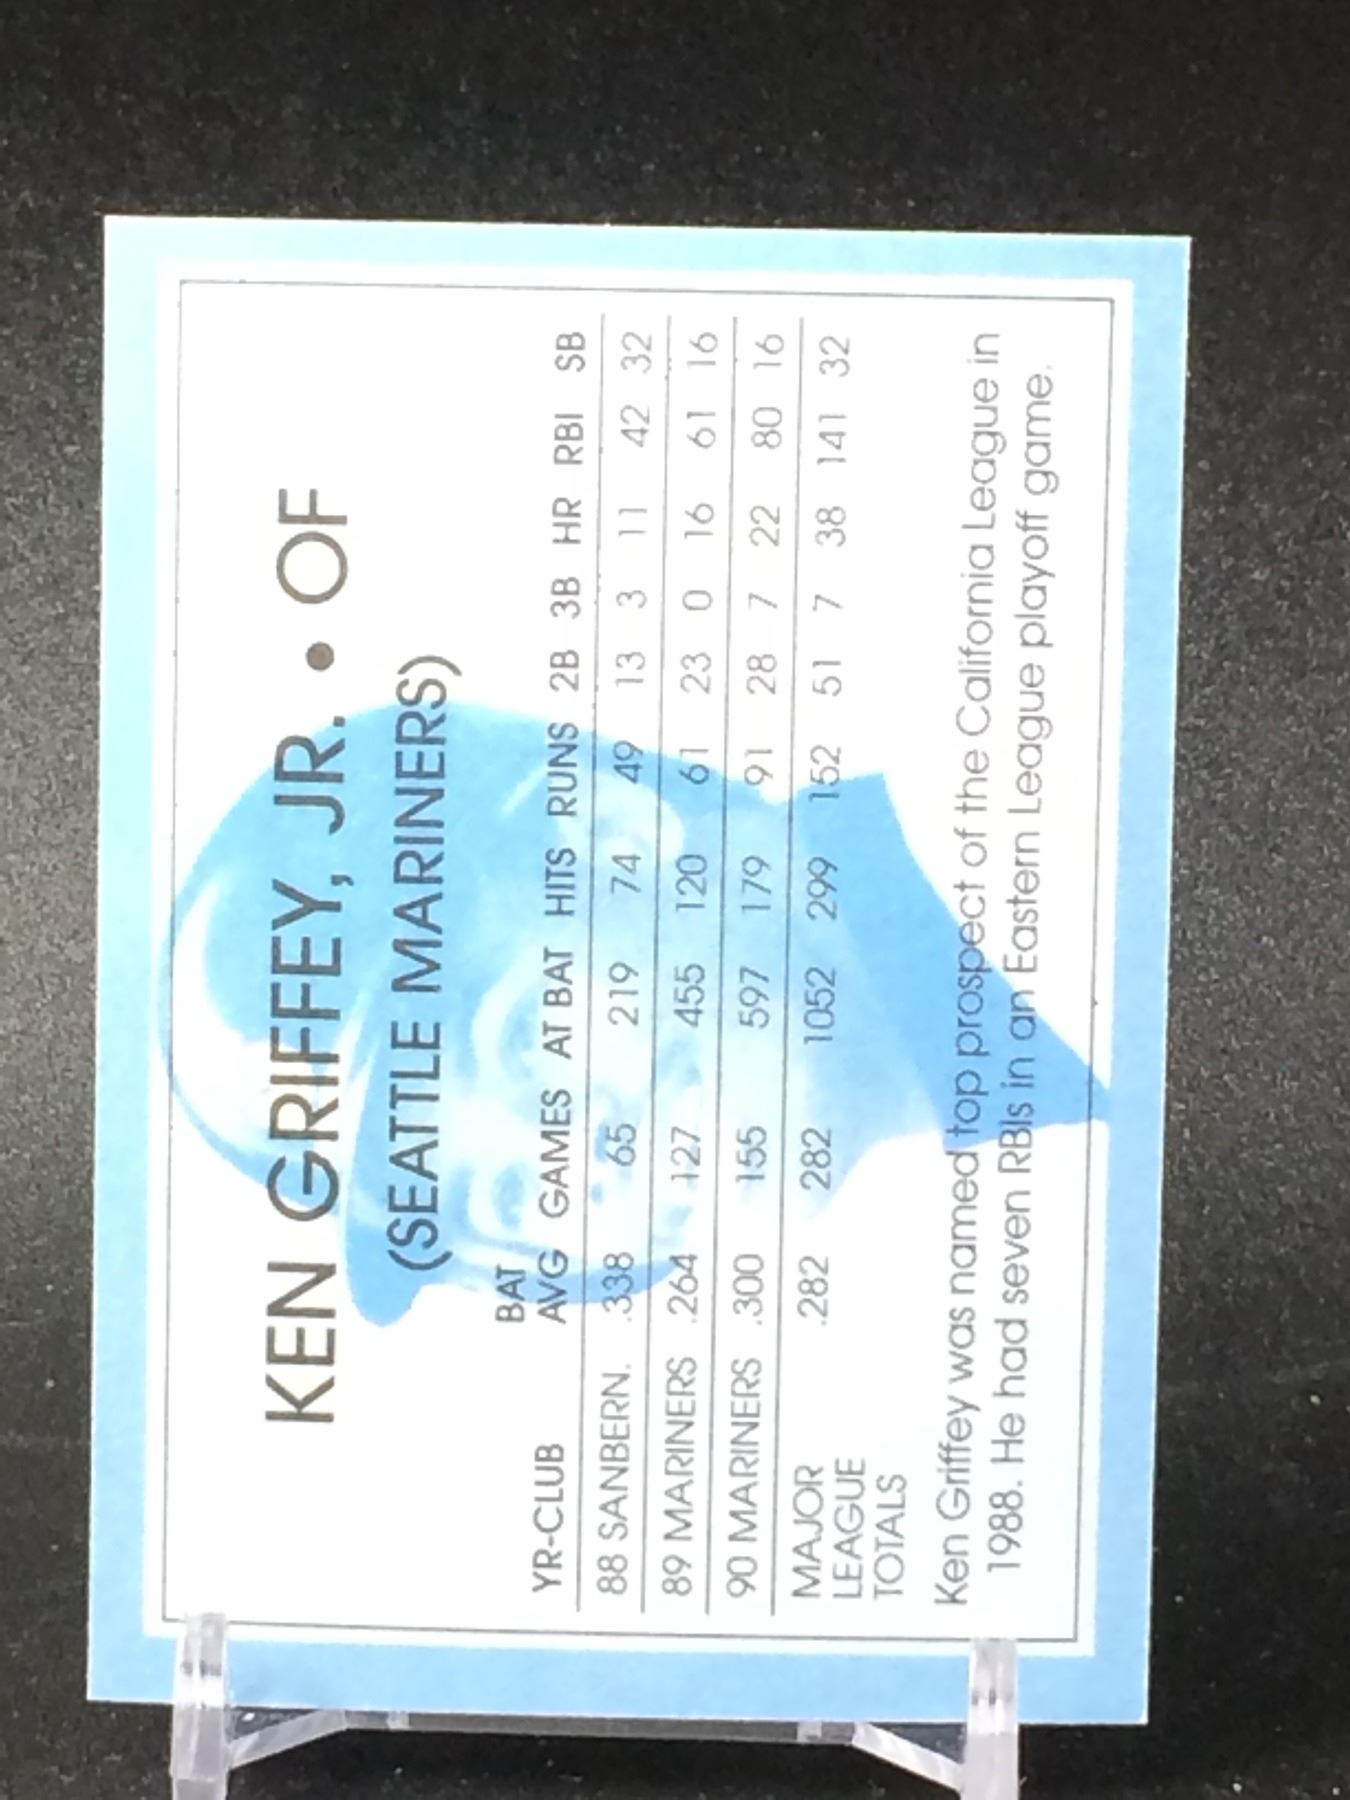 KEN GRIFFEY, JR. • OF
(SEATTLE MARINERS)
BAT
YR-CLUB AVG GAMES AT BAT HITS RUNS 2B 3B HR RBI SB
88 SANBERN. .338 65 219 74 49 13 3 11 42 32
89 MARINERS .264 127 455 120 61 23 0 16 61 16
90 MARINERS .300 155 597 179 91 28 7 22 80 16
MAJOR .282 282 1052 299 152 51 7 38 141 32
LEAGUE
TOTALS
Ken Griffey was named top prospect of the California League in
1988. He had seven RBIs in an Eastern League playoff game.